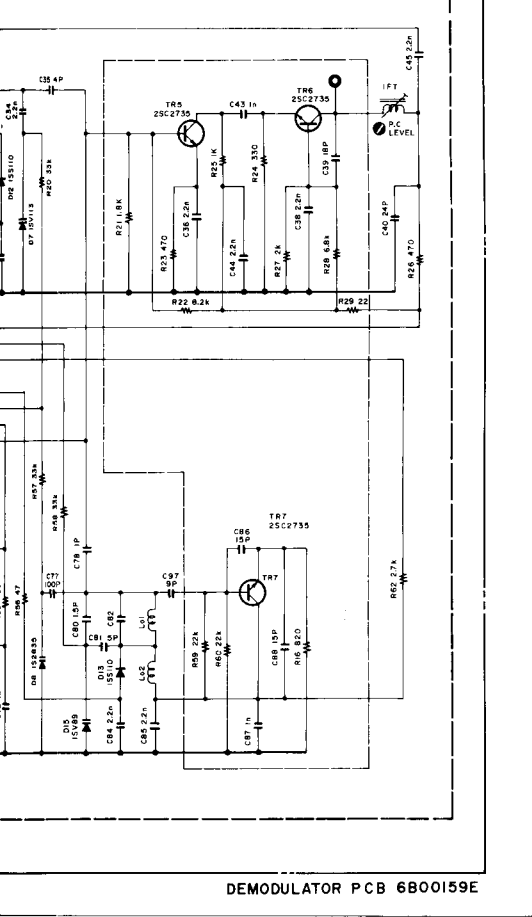 C35 4P
C34
2.2n
D12 1SS110
R20 33k
D7 1SV113
R21 1.8K
TR5
2SC2735
C43 1n
TR6
2SC2735
C45 2.2n
1FT
P.C
LEVEL
R25 1K
R24 330
C39 18P
C36 2.2n
R23 470
C44 2.2n
R27 2k
C38 2.2n
R28 6.8k
C40 24P
R26 470
R22 8.2k
R29 22
R57 33k
R58 33k
C78 1P
TR7
2SC2735
C86
15P
C77
100P
C97
9P
TR7
R62 2.7k
R56 47
C80 1.5P
C82
Lo1
C81 .5P
D8 1S2835
D13
1SS110
Lo2
R59 22k
R60 22k
C88 15P
R16 820
D15
1SV89
C84 2.2n
C85 2.2n
C87 1n
DEMODULATOR PCB 6B00159E